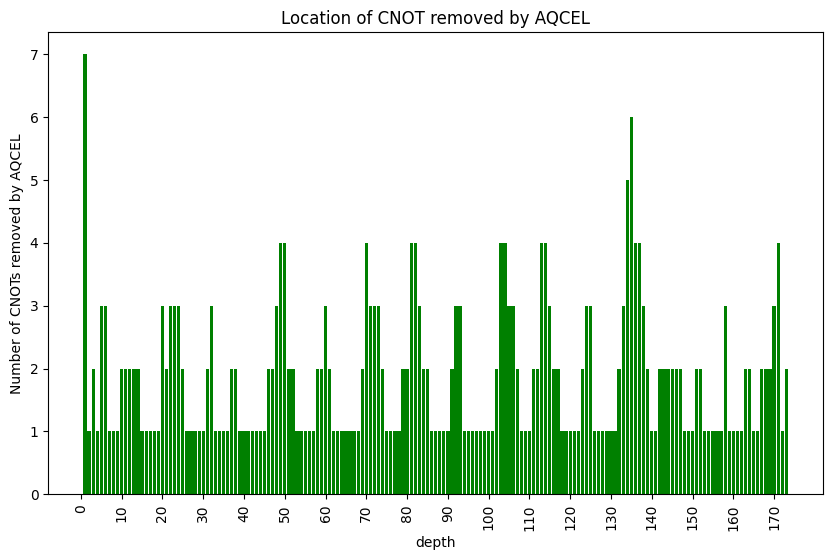 Location of CNOT removed by AQCEL
Number of CNOTs removed by AQCEL
7
6
5
4
3
2
1
0
0 10 20 30 40 50 60 70 80 90 100 110 120 130 140 150 160 170
depth